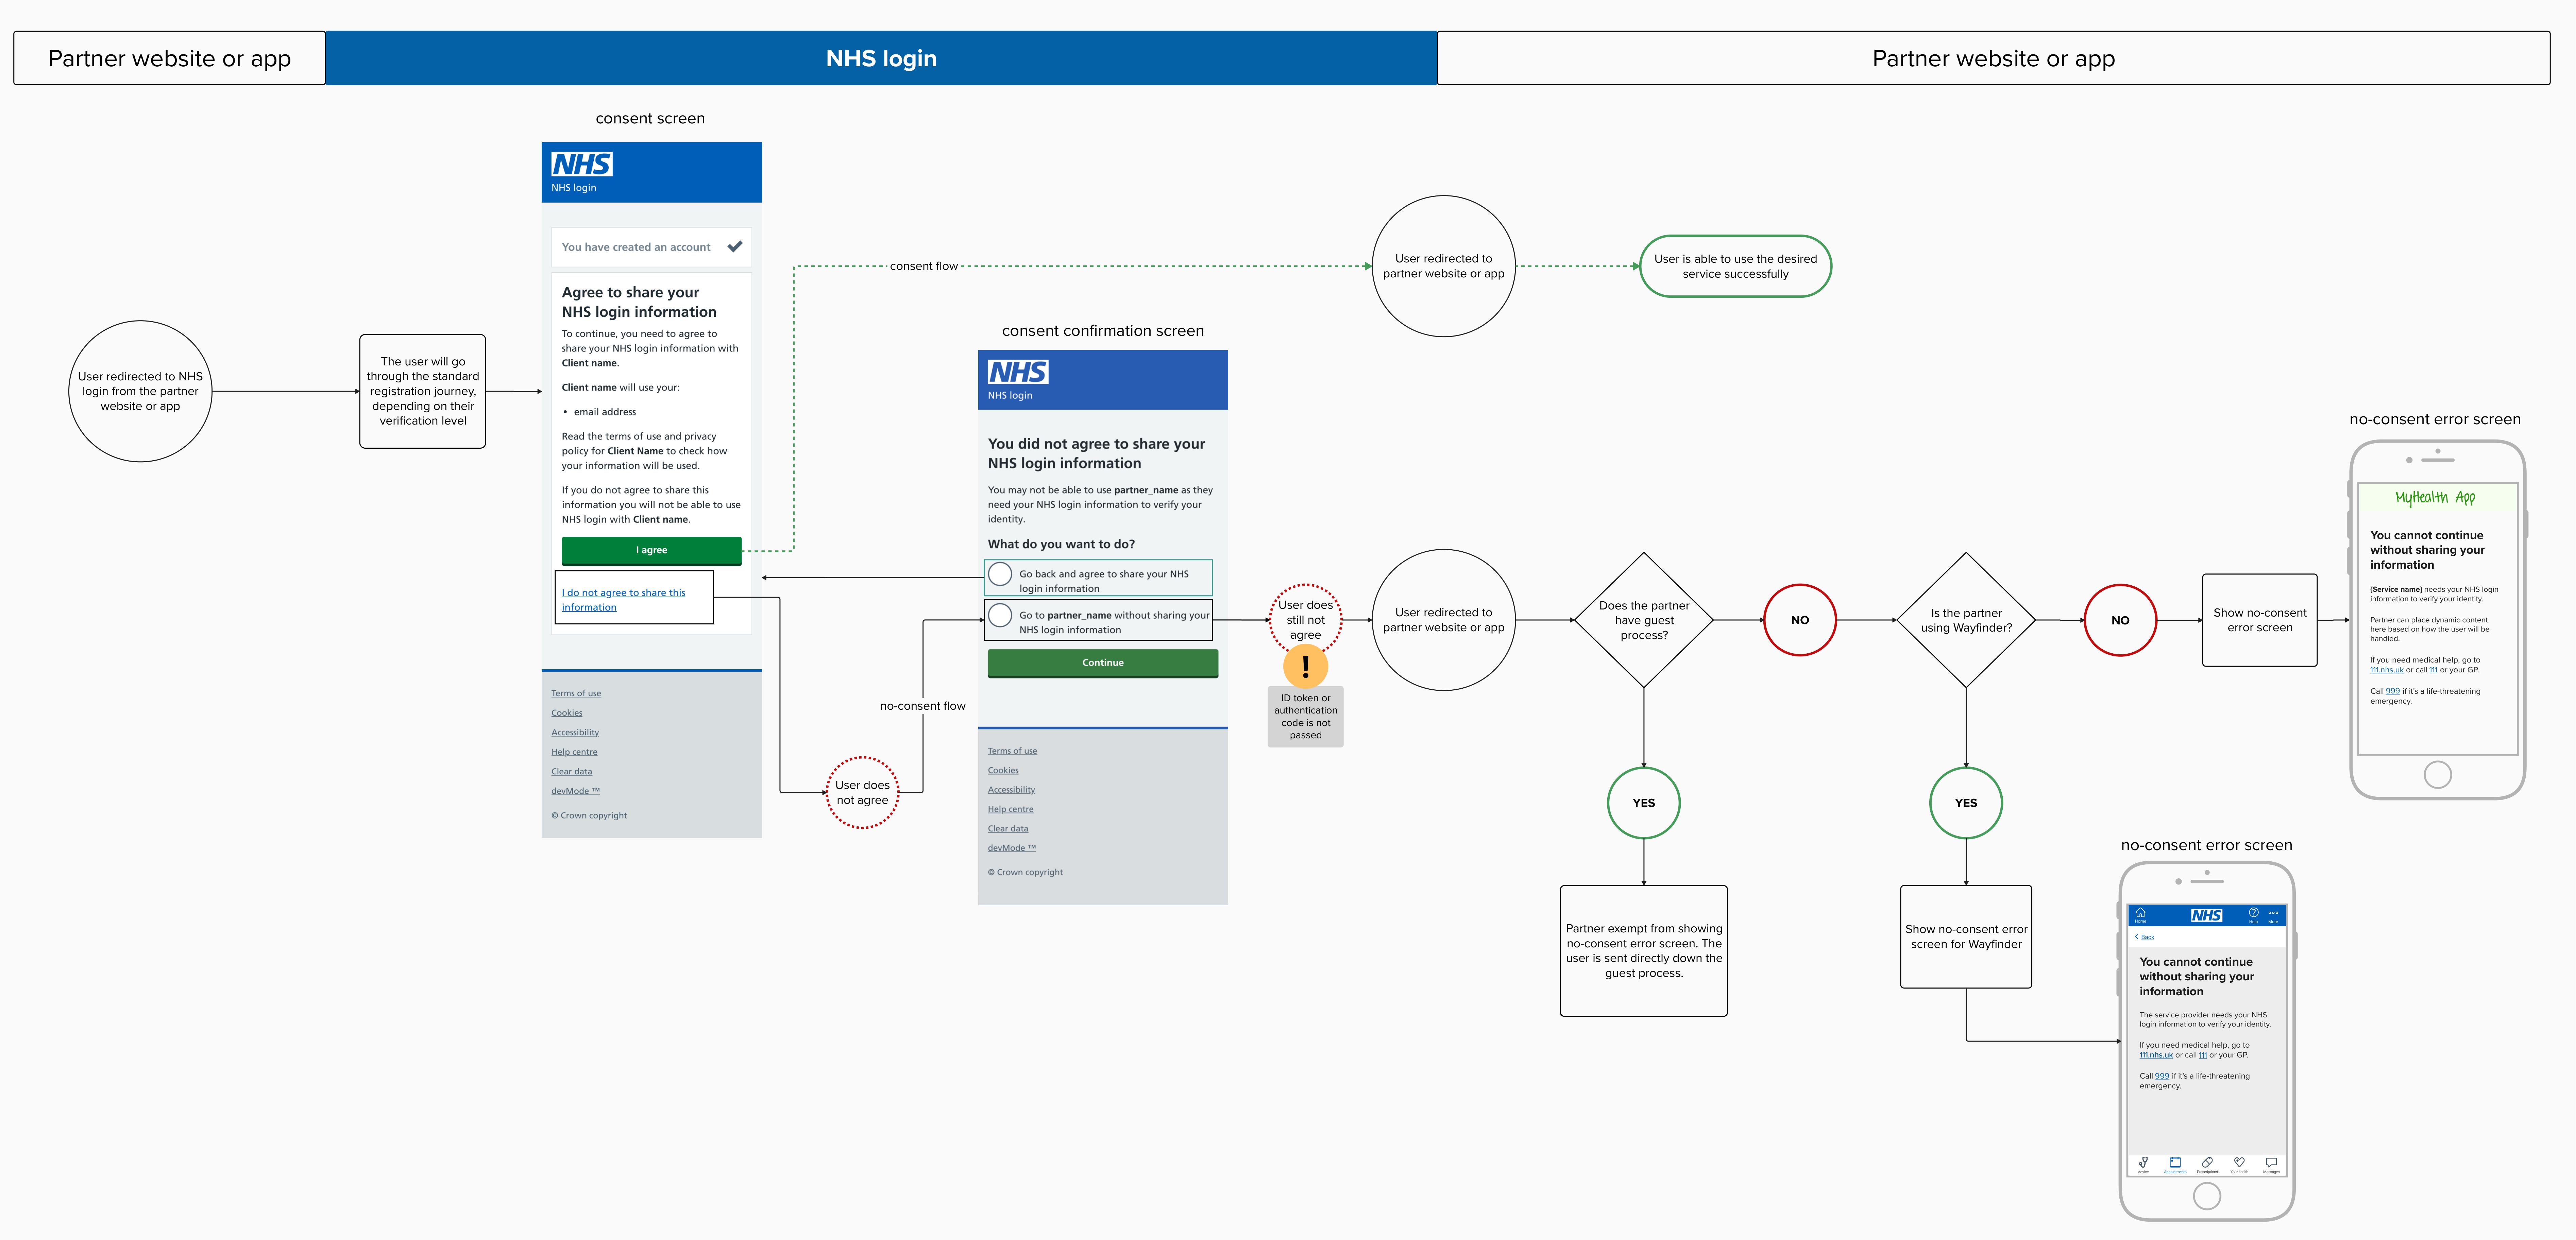 Partner website or app
NHS login
Partner website or app
consent screen
NHS
NHS login
You have created an account
Agree to share your
NHS login information
To continue, you need to agree to
share your NHS login information with
Client name.
Client name will use your:
• email address
Read the terms of use and privacy
policy for Client Name to check how
your information will be used.
If you do not agree to share this
information you will not be able to use
NHS login with Client name.
I agree
I do not agree to share this
information
Terms of use
Cookies
Accessibility
Help centre
Clear data
devMode ™
© Crown copyright
User redirected to NHS
login from the partner
website or app
The user will go
through the standard
registration journey,
depending on their
verification level
consent flow
User redirected to
partner website or app
User is able to use the desired
service successfully
User does
not agree
no-consent flow
consent confirmation screen
NHS
NHS login
You did not agree to share your
NHS login information
You may not be able to use partner_name as they
need your NHS login information to verify your
identity.
What do you want to do?
Go back and agree to share your NHS
login information
Go to partner_name without sharing your
NHS login information
Continue
Terms of use
Cookies
Accessibility
Help centre
Clear data
devMode ™
© Crown copyright
User does
still not
agree
!
ID token or
authentication
code is not
passed
User redirected to
partner website or app
Does the partner
have guest
process?
NO
YES
Partner exempt from showing
no-consent error screen. The
user is sent directly down the
guest process.
Is the partner
using Wayfinder?
NO
YES
Show no-consent error
screen for Wayfinder
Show no-consent
error screen
no-consent error screen
MyHealth App
You cannot continue
without sharing your
information
(Service name) needs your NHS login
information to verify your identity.
Partner can place dynamic content
here based on how the user will be
handled.
If you need medical help, go to
111.nhs.uk or call 111 or your GP.
Call 999 if it's a life-threatening
emergency.
no-consent error screen
Home
NHS
Help
More
Back
You cannot continue
without sharing your
information
The service provider needs your NHS
login information to verify your identity.
If you need medical help, go to
111.nhs.uk or call 111 or your GP.
Call 999 if it's a life-threatening
emergency.
Advice
Appointments
Prescriptions
Your health
Messages